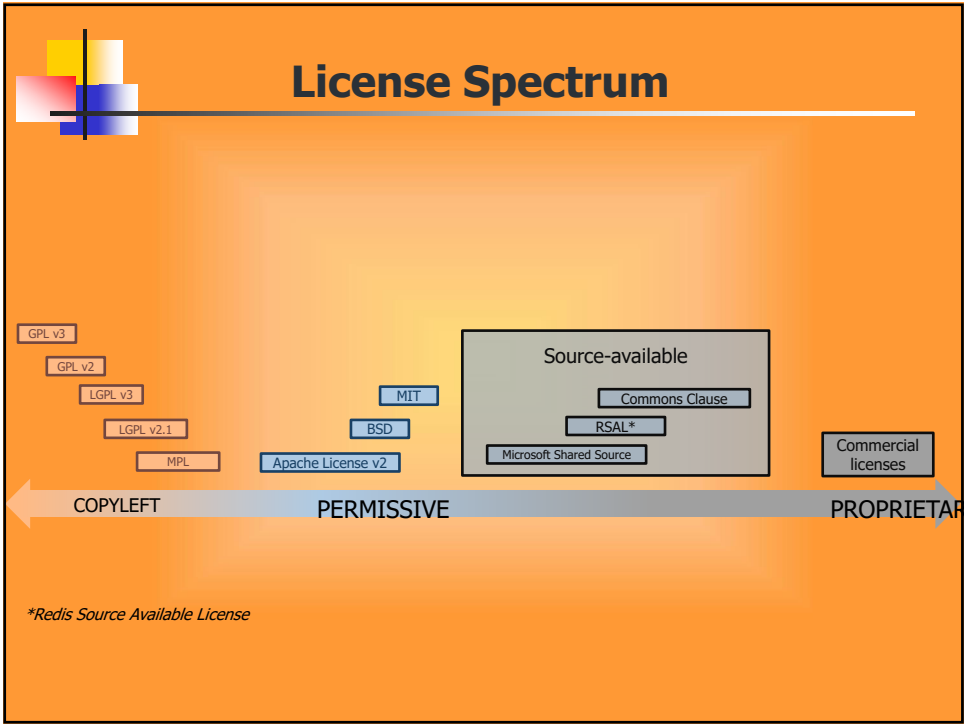 License Spectrum
GPL v3
GPL v2
LGPL v3
LGPL v2.1
MPL
MIT
BSD
Apache License v2
Source-available
Commons Clause
RSAL*
Microsoft Shared Source
Commercial
licenses
COPYLEFT
PERMISSIVE
PROPRIETAR
*Redis Source Available License